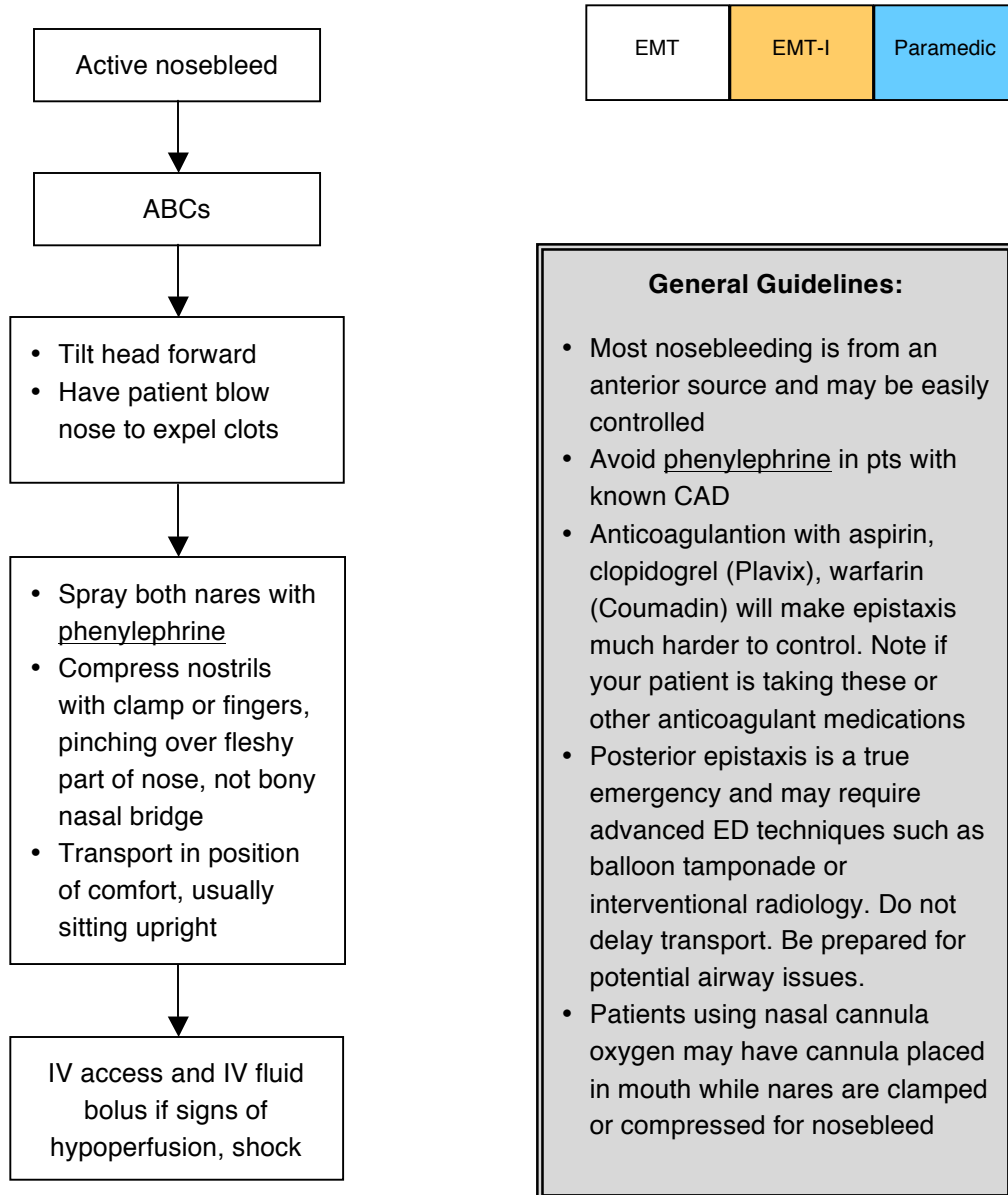 Active nosebleed
EMT
EMT-I
Paramedic
ABCs
• Tilt head forward
• Have patient blow
nose to expel clots
• Spray both nares with
phenylephrine
• Compress nostrils
with clamp or fingers,
pinching over fleshy
part of nose, not bony
nasal bridge
• Transport in position
of comfort, usually
sitting upright
IV access and IV fluid
bolus if signs of
hypoperfusion, shock
General Guidelines:
• Most nosebleeding is from an
anterior source and may be easily
controlled
• Avoid phenylephrine in pts with
known CAD
• Anticoagulantion with aspirin,
clopidogrel (Plavix), warfarin
(Coumadin) will make epistaxis
much harder to control. Note if
your patient is taking these or
other anticoagulant medications
• Posterior epistaxis is a true
emergency and may require
advanced ED techniques such as
balloon tamponade or
interventional radiology. Do not
delay transport. Be prepared for
potential airway issues.
• Patients using nasal cannula
oxygen may have cannula placed
in mouth while nares are clamped
or compressed for nosebleed